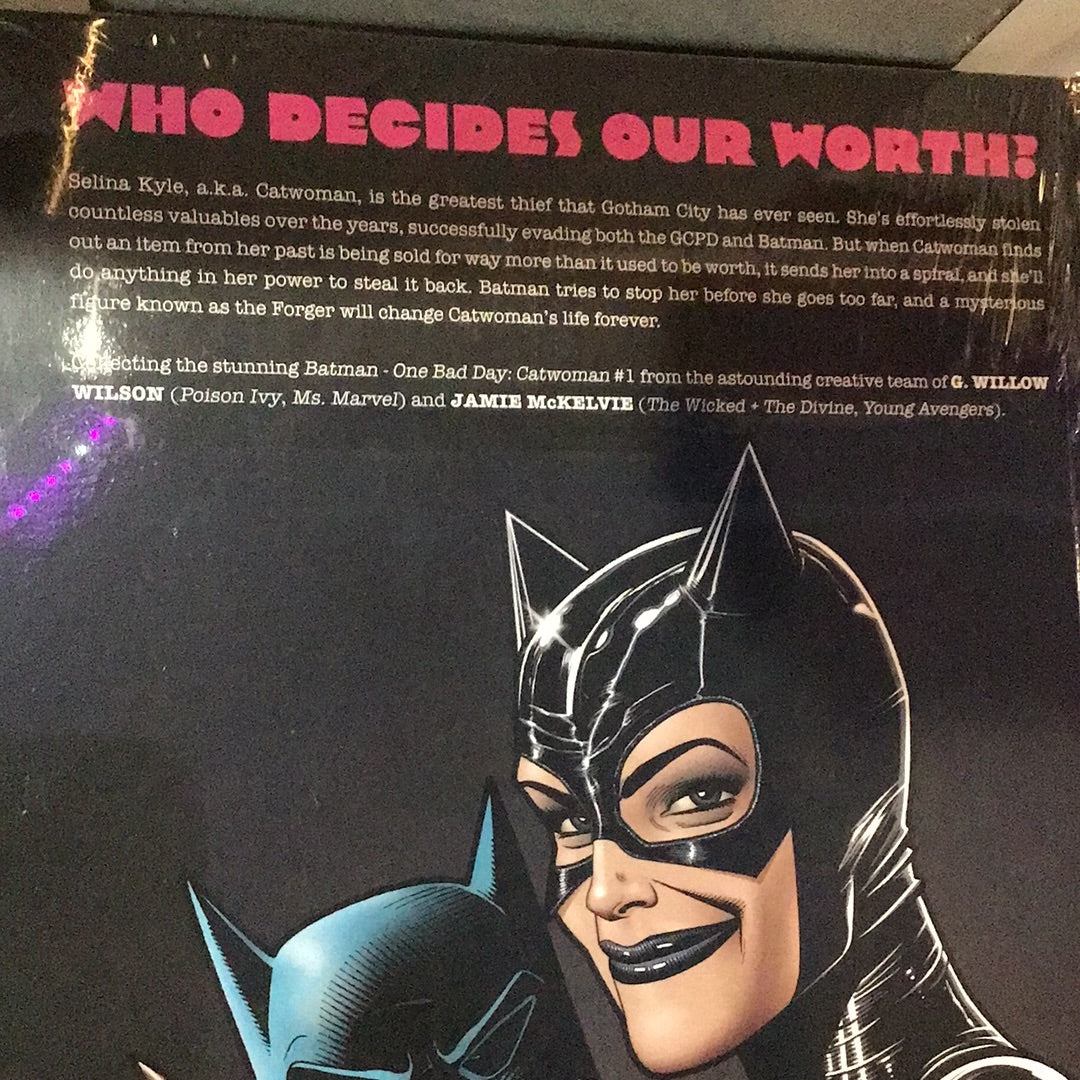 WHO DECIDES OUR WORTH?
Selina Kyle, a.k.a. Catwoman, is the greatest thief that Gotham City has ever seen. She's effortlessly stolen
countless valuables over the years, successfully evading both the GCPD and Batman. But when Catwoman finds
out an item from her past is being sold for way more than it used to be worth, it sends her into a spiral, and she'll
do anything in her power to steal it back. Batman tries to stop her before she goes too far, and a mysterious
figure known as the Forger will change Catwoman's life forever.
Collecting the stunning Batman - One Bad Day: Catwoman #1 from the astounding creative team of G. WILLOW
WILSON (Poison Ivy, Ms. Marvel) and JAMIE McKELVIE (The Wicked + The Divine, Young Avengers).